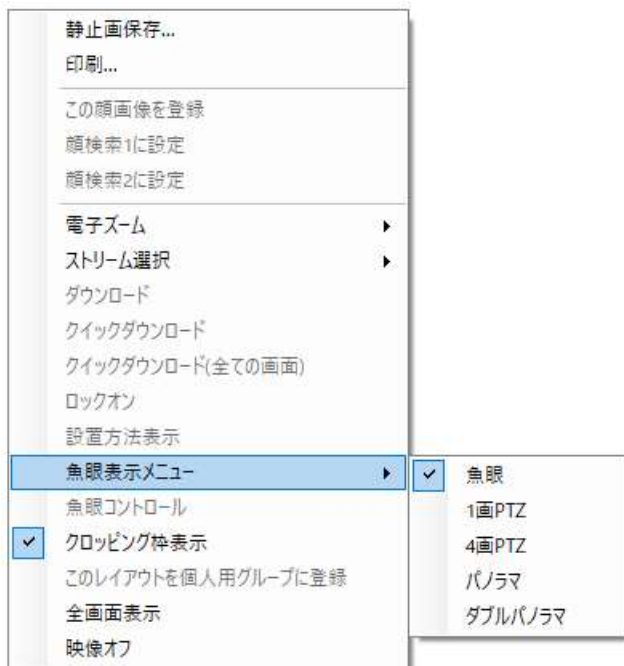 静止画保存...
印刷...
この顔画像を登録
顔検索1に設定
顔検索2に設定
電子ズーム
ストリーム選択
ダウンロード
クイックダウンロード
クイックダウンロード(全ての画面)
ロックオン
設置方法表示
魚眼表示メニュー
魚眼コントロール
クロッピング枠表示
このレイアウトを個人用グループに登録
全画面表示
映像オフ
魚眼
1画PTZ
4画PTZ
パノラマ
ダブルパノラマ